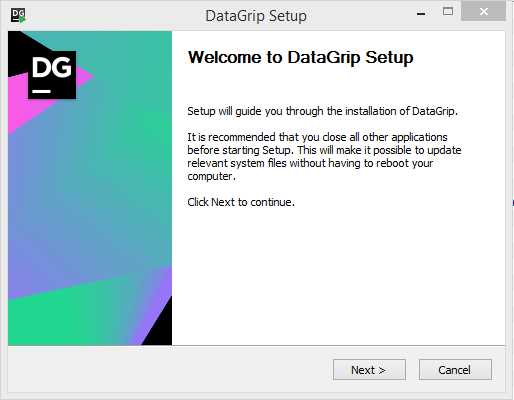 DG
DataGrip Setup
DG
Welcome to DataGrip Setup
Setup will guide you through the installation of DataGrip.
It is recommended that you close all other applications
before starting Setup. This will make it possible to update
relevant system files without having to reboot your
computer.
Click Next to continue.
Next >
Cancel